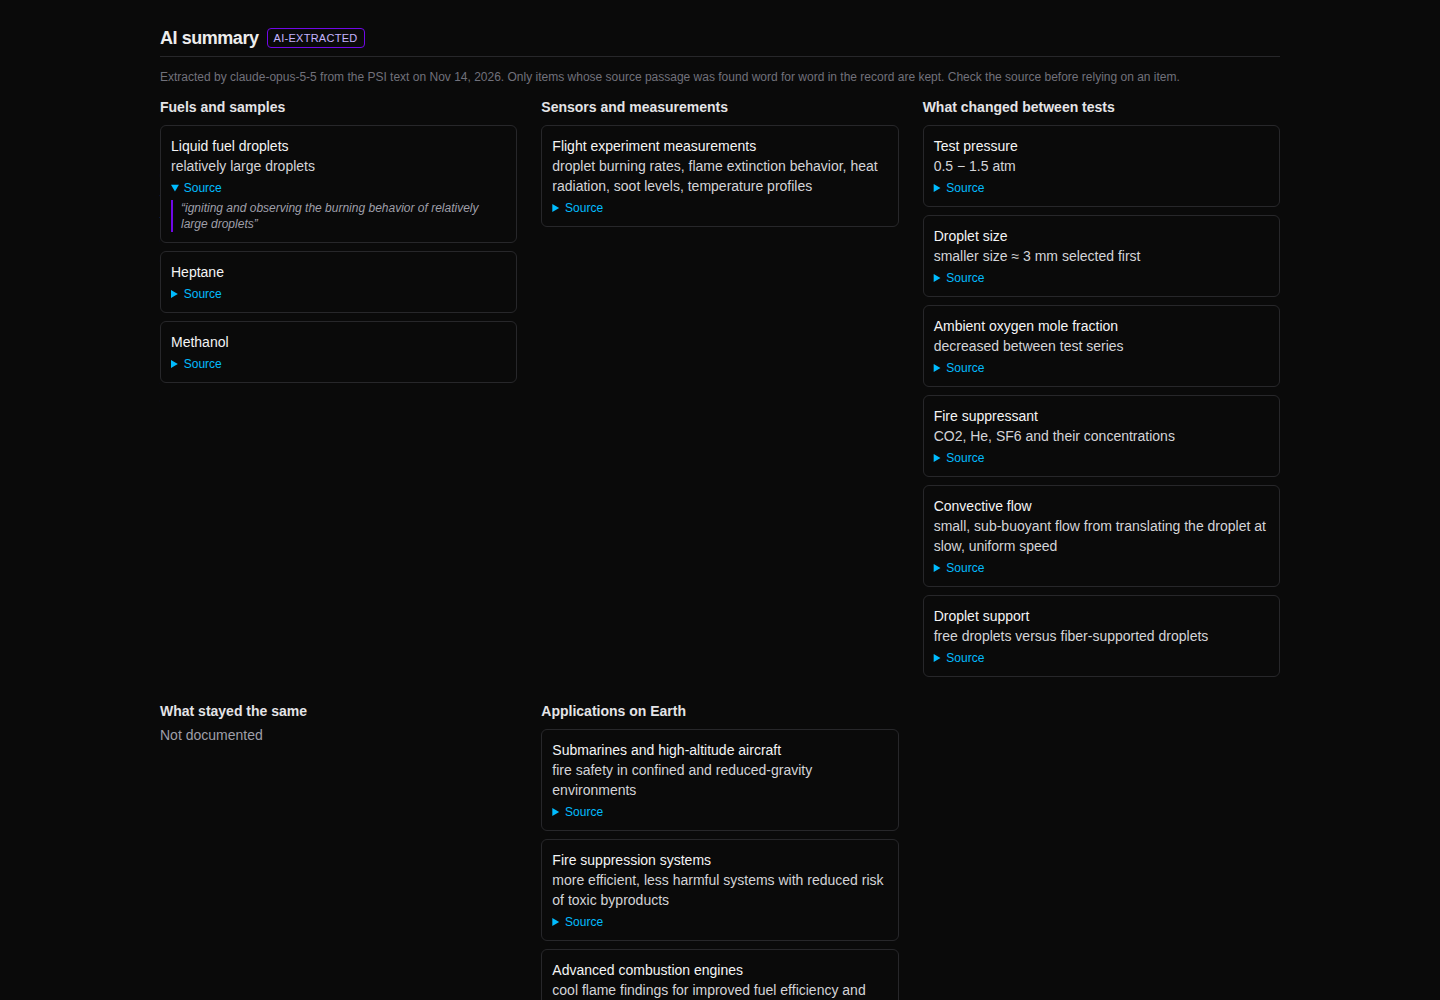 AI summary AI-EXTRACTED
Extracted by claude-opus-5-5 from the PSI text on Nov 14, 2026. Only items whose source passage was found word for word in the record are kept. Check the source before relying on an item.
Fuels and samples
Liquid fuel droplets
relatively large droplets
Source
“igniting and observing the burning behavior of relatively
large droplets”
Heptane
Source
Methanol
Source
Sensors and measurements
Flight experiment measurements
droplet burning rates, flame extinction behavior, heat
radiation, soot levels, temperature profiles
Source
What changed between tests
Test pressure
0.5 − 1.5 atm
Source
Droplet size
smaller size ≈ 3 mm selected first
Source
Ambient oxygen mole fraction
decreased between test series
Source
Fire suppressant
CO2, He, SF6 and their concentrations
Source
Convective flow
small, sub-buoyant flow from translating the droplet at
slow, uniform speed
Source
Droplet support
free droplets versus fiber-supported droplets
Source
What stayed the same
Not documented
Applications on Earth
Submarines and high-altitude aircraft
fire safety in confined and reduced-gravity
environments
Source
Fire suppression systems
more efficient, less harmful systems with reduced risk
of toxic byproducts
Source
Advanced combustion engines
cool flame findings for improved fuel efficiency and